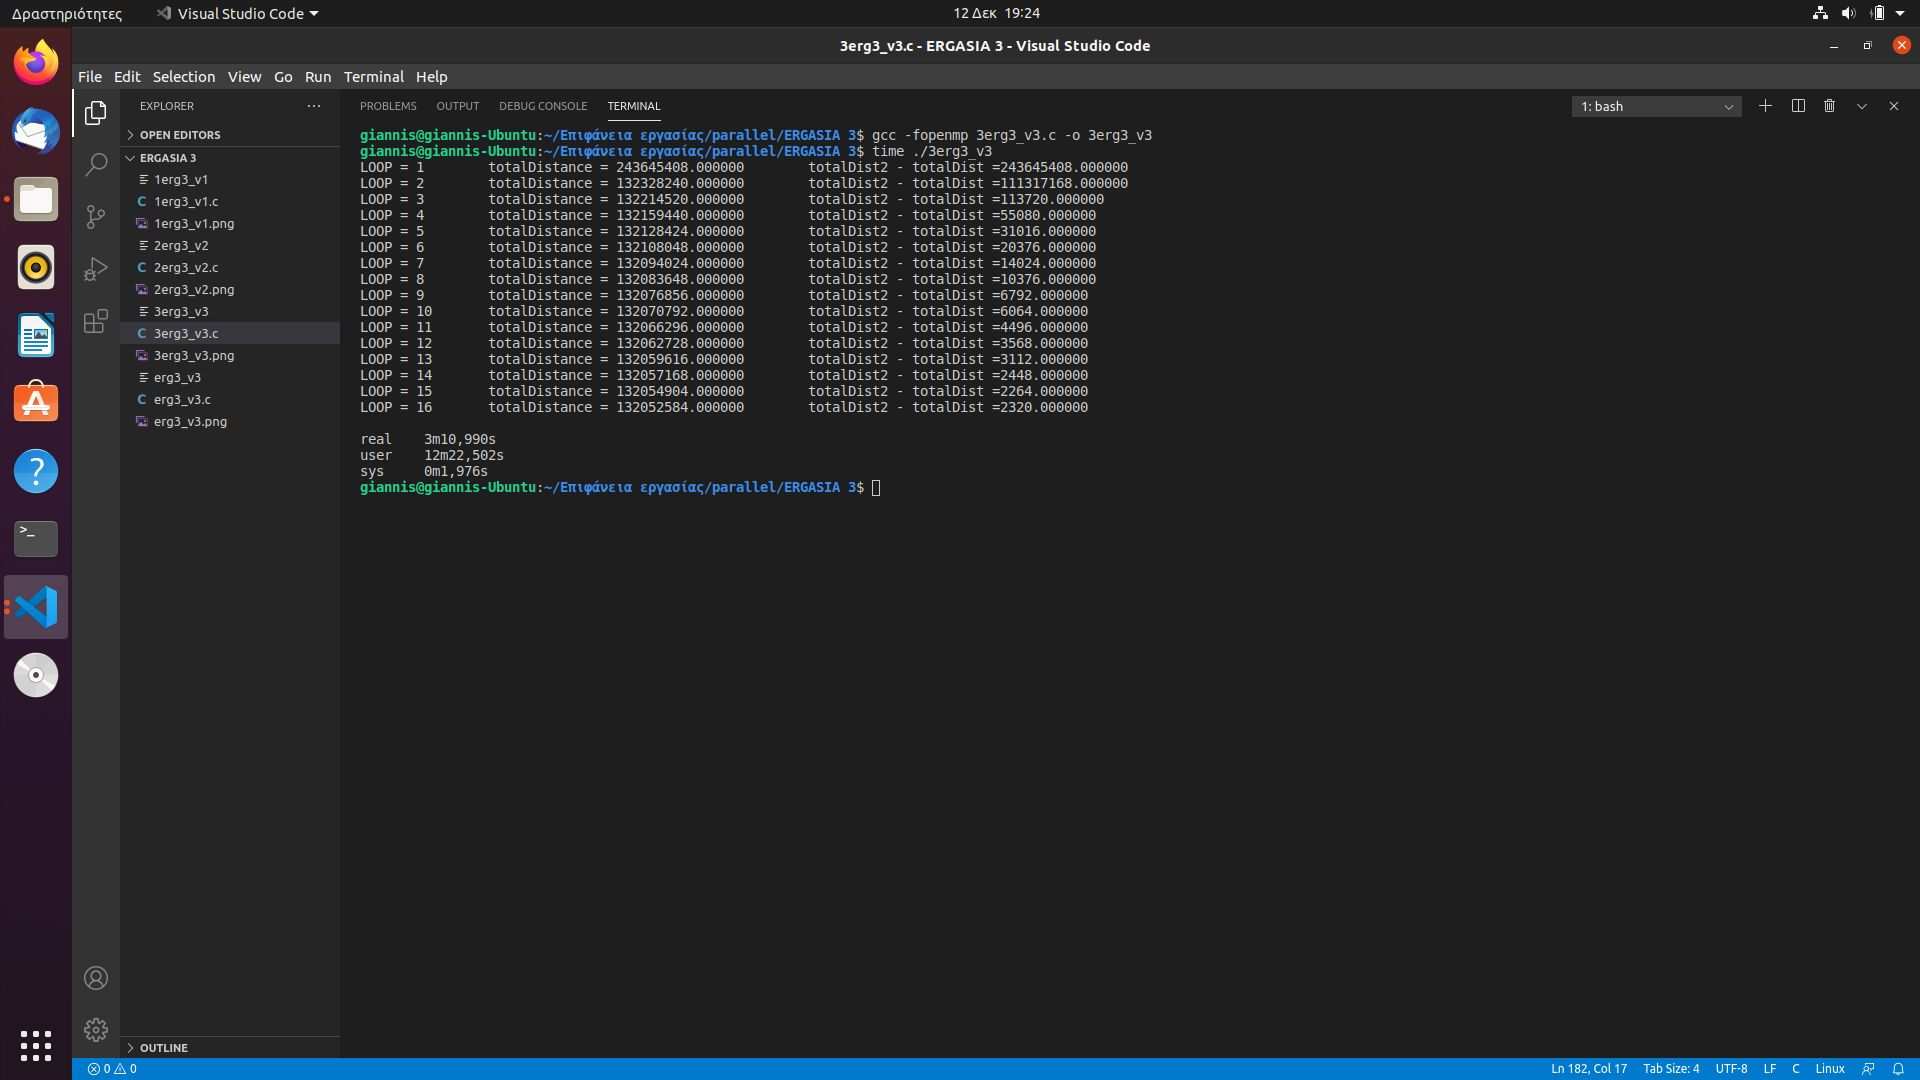 Δραστηριότητες
Visual Studio Code
12 Δεκ 19:24
3erg3_v3.c - ERGASIA 3 - Visual Studio Code
File Edit Selection View Go Run Terminal Help
EXPLORER
OPEN EDITORS
ERGASIA 3
1erg3_v1
C 1erg3_v1.c
1erg3_v1.png
2erg3_v2
C 2erg3_v2.c
2erg3_v2.png
3erg3_v3
C 3erg3_v3.c
3erg3_v3.png
erg3_v3
C erg3_v3.c
erg3_v3.png
OUTLINE
PROBLEMS OUTPUT DEBUG CONSOLE TERMINAL
1: bash
giannis@giannis-Ubuntu:~/Επιφάνεια εργασίας/parallel/ERGASIA 3$ gcc -fopenmp 3erg3_v3.c -o 3erg3_v3
giannis@giannis-Ubuntu:~/Επιφάνεια εργασίας/parallel/ERGASIA 3$ time ./3erg3_v3
LOOP = 1 totalDistance = 243645408.000000 totalDist2 - totalDist =243645408.000000
LOOP = 2 totalDistance = 132328240.000000 totalDist2 - totalDist =111317168.000000
LOOP = 3 totalDistance = 132214520.000000 totalDist2 - totalDist =113720.000000
LOOP = 4 totalDistance = 132159440.000000 totalDist2 - totalDist =55080.000000
LOOP = 5 totalDistance = 132128424.000000 totalDist2 - totalDist =31016.000000
LOOP = 6 totalDistance = 132108048.000000 totalDist2 - totalDist =20376.000000
LOOP = 7 totalDistance = 132094024.000000 totalDist2 - totalDist =14024.000000
LOOP = 8 totalDistance = 132083648.000000 totalDist2 - totalDist =10376.000000
LOOP = 9 totalDistance = 132076856.000000 totalDist2 - totalDist =6792.000000
LOOP = 10 totalDistance = 132070792.000000 totalDist2 - totalDist =6064.000000
LOOP = 11 totalDistance = 132066296.000000 totalDist2 - totalDist =4496.000000
LOOP = 12 totalDistance = 132062728.000000 totalDist2 - totalDist =3568.000000
LOOP = 13 totalDistance = 132059616.000000 totalDist2 - totalDist =3112.000000
LOOP = 14 totalDistance = 132057168.000000 totalDist2 - totalDist =2448.000000
LOOP = 15 totalDistance = 132054904.000000 totalDist2 - totalDist =2264.000000
LOOP = 16 totalDistance = 132052584.000000 totalDist2 - totalDist =2320.000000
real 3m10,990s
user 12m22,502s
sys 0m1,976s
giannis@giannis-Ubuntu:~/Επιφάνεια εργασίας/parallel/ERGASIA 3$
0 0
Ln 182, Col 17 Tab Size: 4 UTF-8 LF C Linux